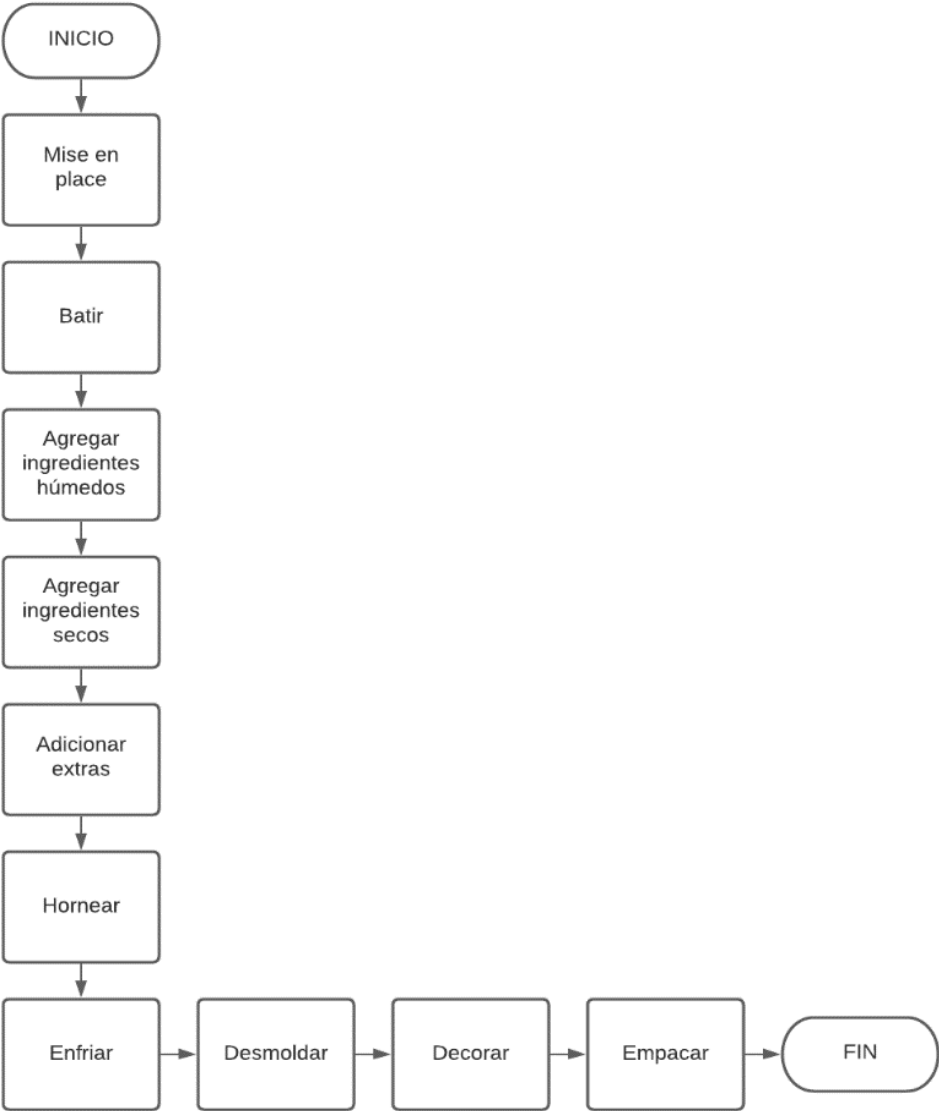 INICIO
Mise en
place
Batir
Agregar
ingredientes
húmedos
Agregar
ingredientes
secos
Adicionar
extras
Hornear
Enfriar
Desmoldar
Decorar
Empacar
FIN